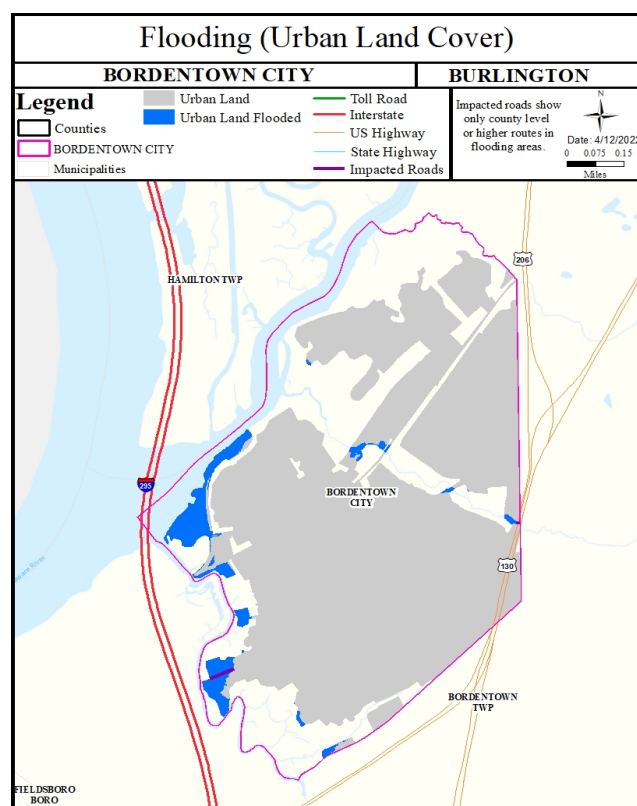 Flooding (Urban Land Cover)
BORDENTOWN CITY
BURLINGTON
Legend
Counties
BORDENTOWN CITY
Municipalities
Urban Land
Urban Land Flooded
Toll Road
Interstate
US Highway
State Highway
Impacted Roads
Impacted roads show
only county level
or higher routes in
flooding areas.
N
Date: 4/12/2022
0 0.075 0.15
Miles
206
HAMILTON TWP
295
BORDENTOWN
CITY
130
BORDENTOWN
TWP
FIELDSBORO
BORO